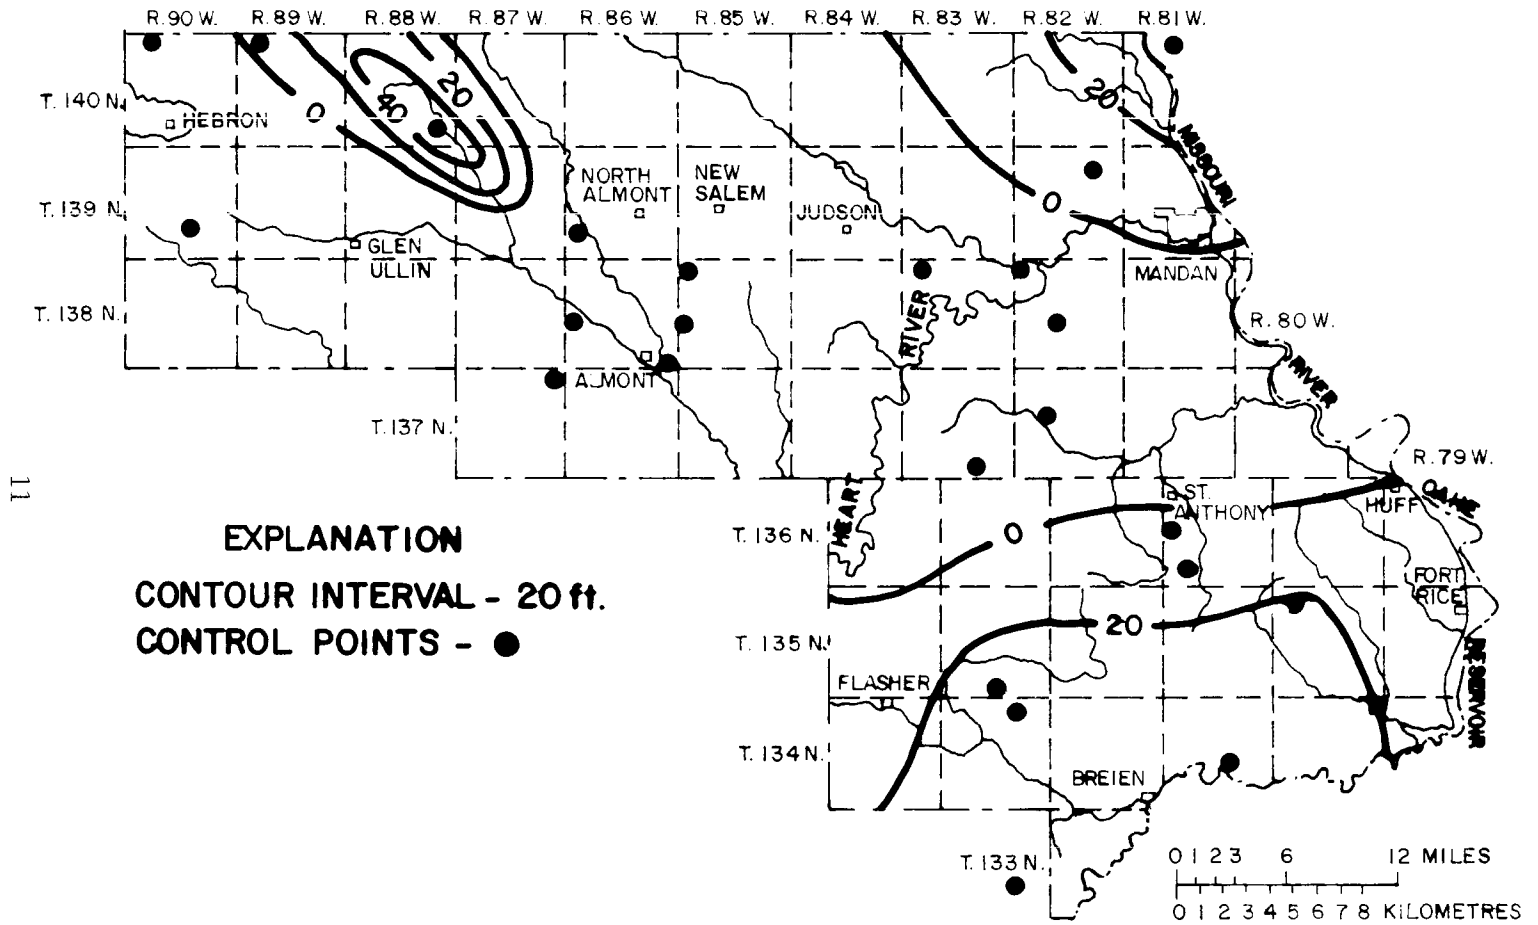 R.90 W. R.89 W. R.88 W. R.87 W. R.86 W. R.85 W. R.84 W. R.83 W. R.82 W. R.81 W.
T. 140 N.
HEBRON
0
40
20
20
MISSOURI
NORTH
ALMONT
NEW
SALEM
JUDSON
0
T. 139 N.
GLEN
ULLIN
MANDAN
T. 138 N.
RIVER
R. 80 W.
ALMONT
RIVER
T. 137 N.
R. 79 W.
11
HEART
ST.
ANTHONY
HUFF
OAHE
EXPLANATION
T. 136 N.
0
CONTOUR INTERVAL - 20 ft.
CONTROL POINTS -
FORT
RICE
T. 135 N.
20
RESERVOIR
FLASHER
T. 134 N.
BREIEN
T. 133 N.
0 1 2 3 6 12 MILES
0 1 2 3 4 5 6 7 8 KILOMETRES